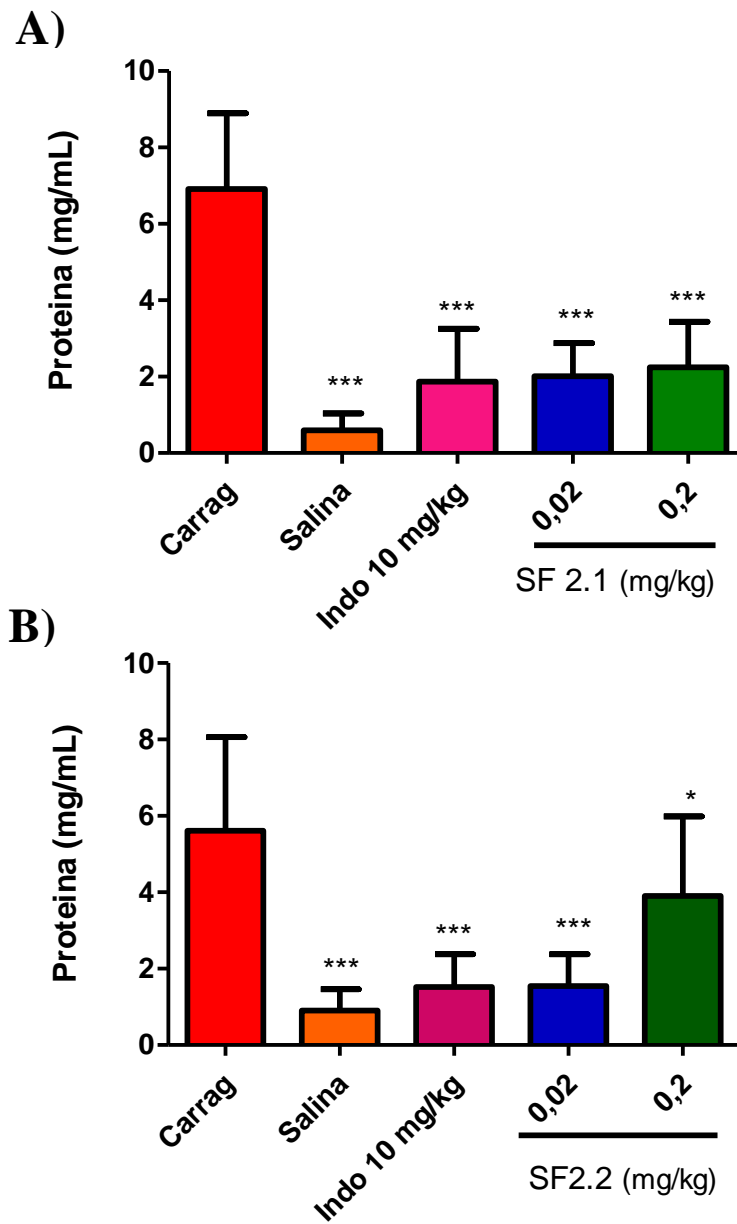 A)
Proteina (mg/mL)
10
8
6
4
2
0
***
***
***
***
Carrag
Salina
Indo 10 mg/kg
0,02
0,2
SF 2.1 (mg/kg)
B)
Proteina (mg/mL)
10
8
6
4
2
0
***
***
***
*
Carrag
Salina
Indo 10 mg/kg
0,02
0,2
SF2.2 (mg/kg)